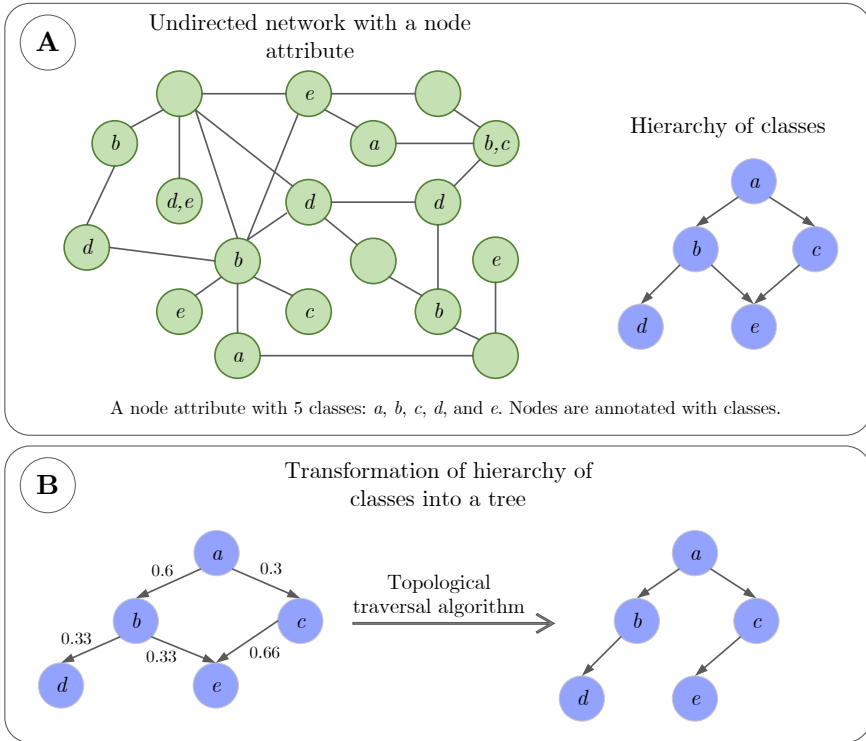 A
Undirected network with a node
attribute
e
b
a
b,c
d,e
d
d
d
b
e
e
c
b
a
Hierarchy of classes
a
b
c
d
e
A node attribute with 5 classes: a, b, c, d, and e. Nodes are annotated with classes.
B
Transformation of hierarchy of
classes into a tree
a
0.6
0.3
b
c
0.33
0.33
0.66
d
e
Topological
traversal algorithm
a
b
c
d
e